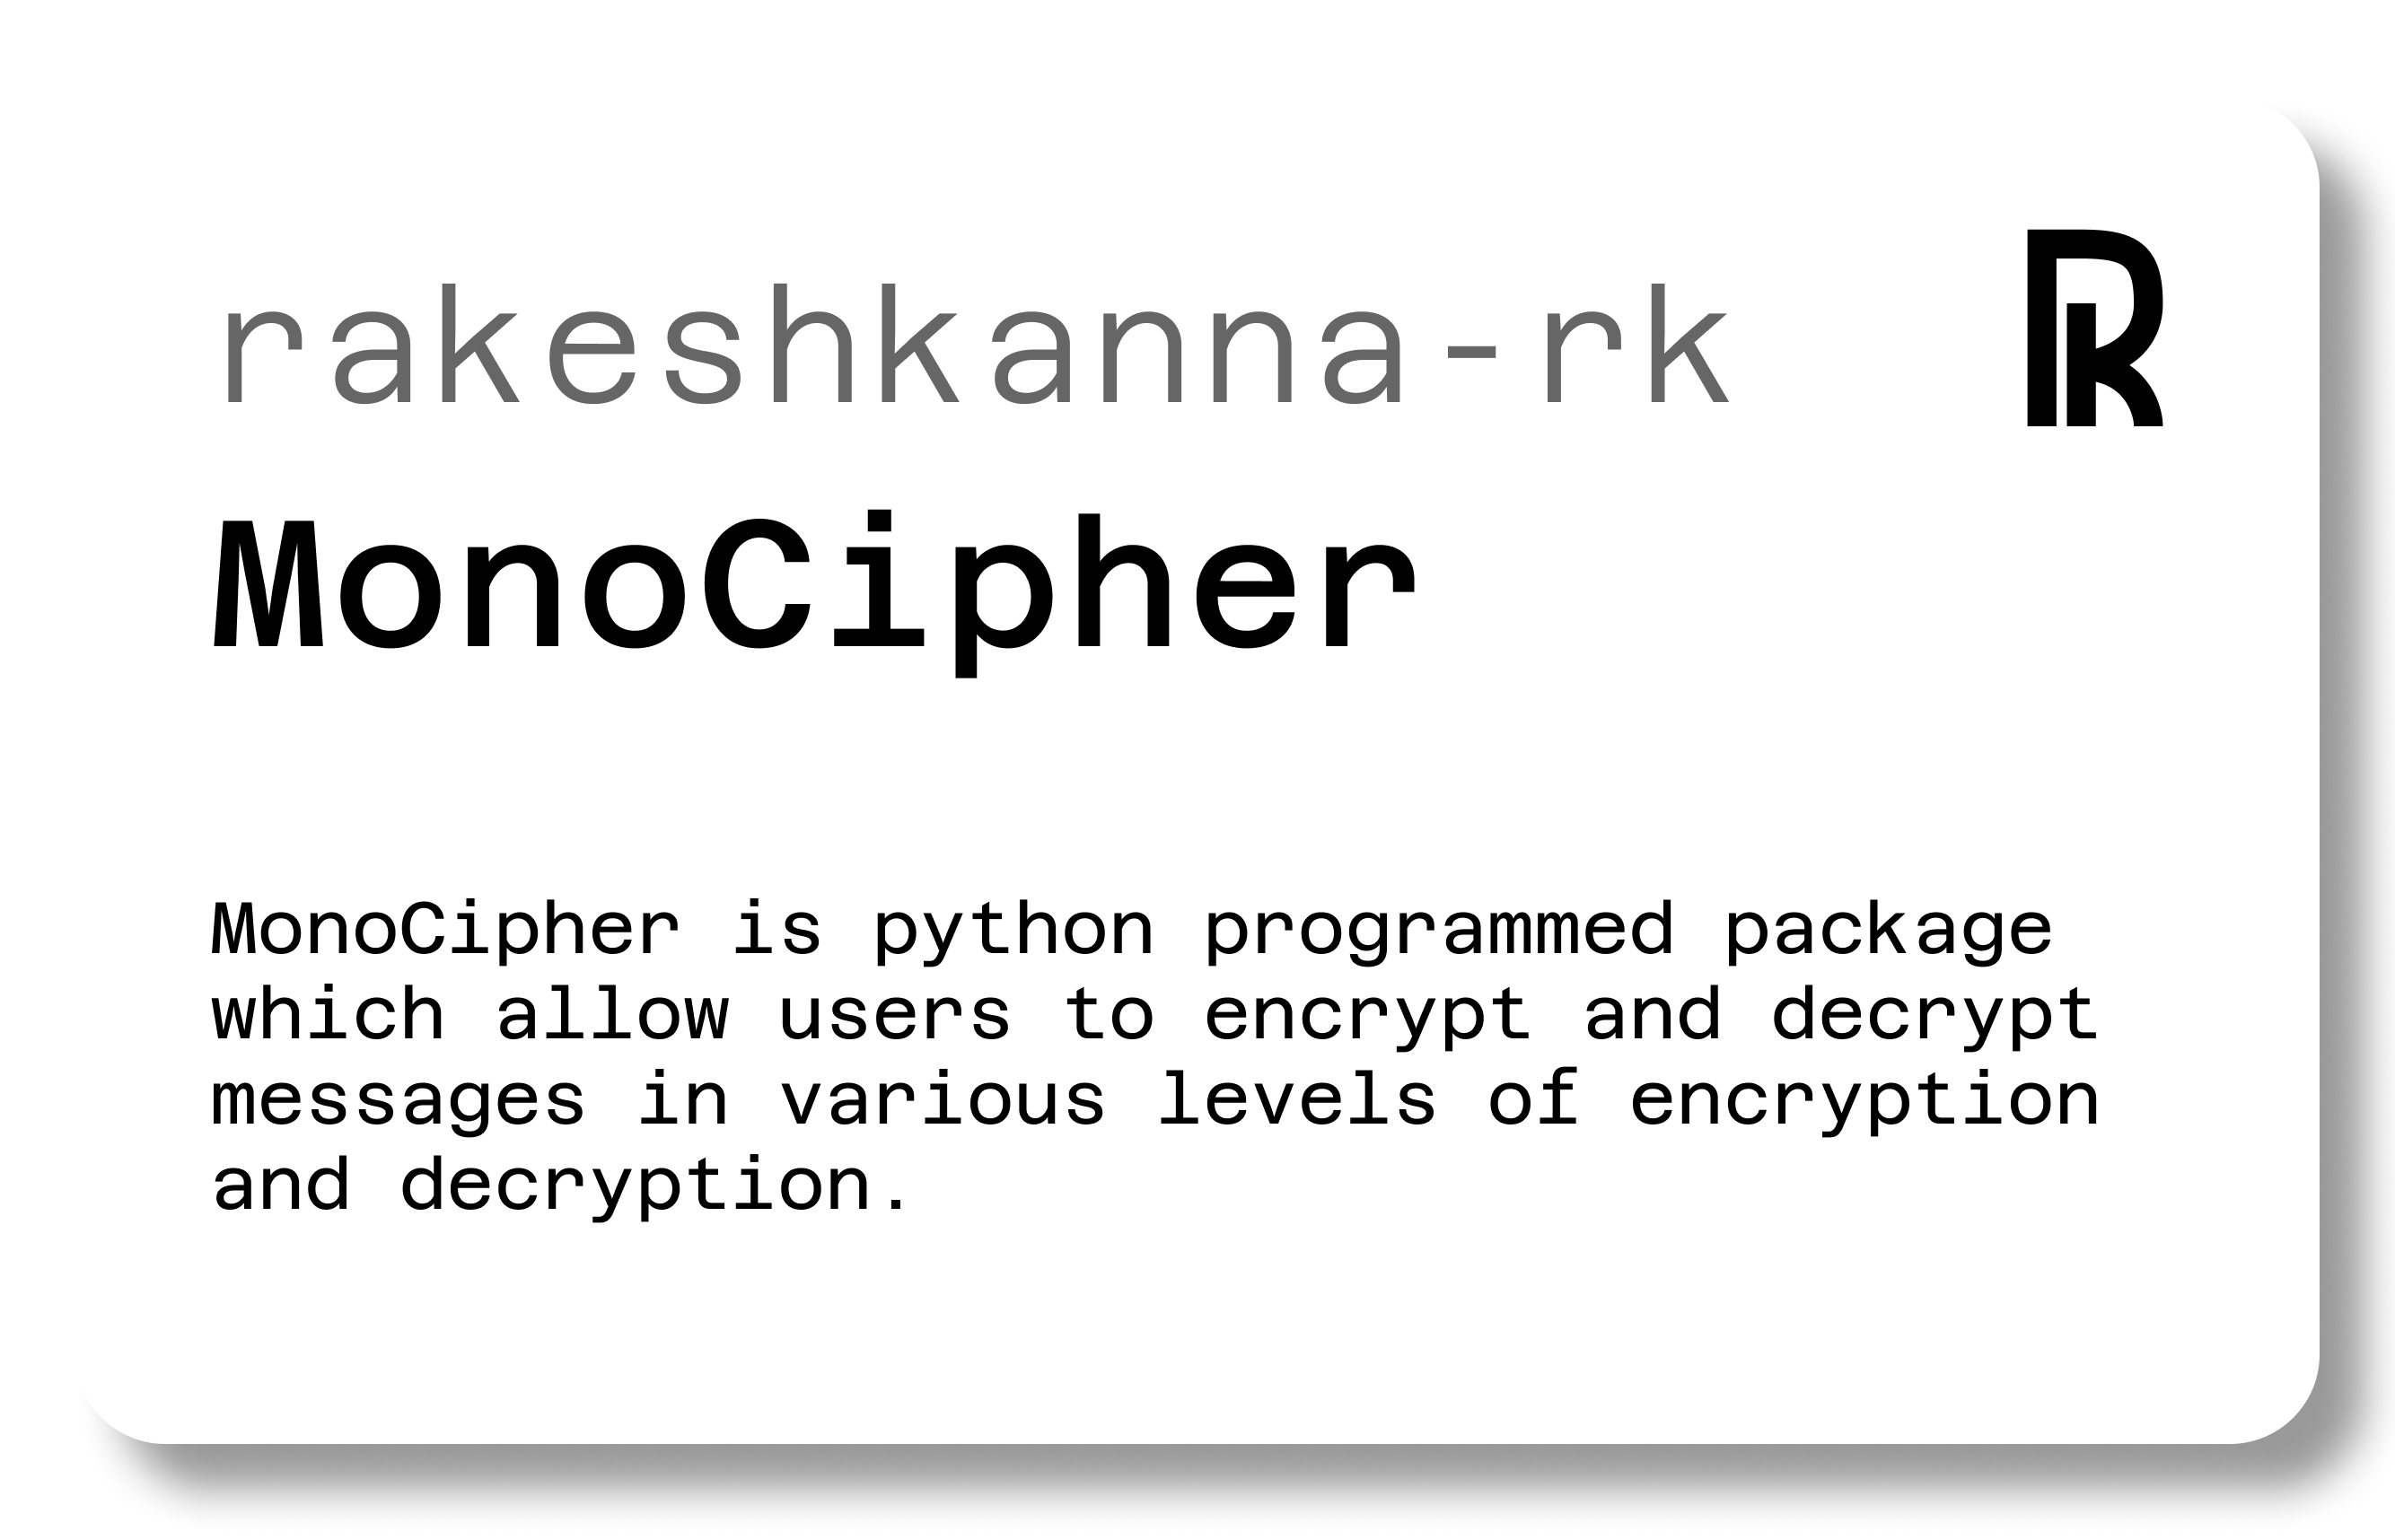 rakeshkanna-rk
RK
MonoCipher
MonoCipher is python programmed package
which allow users to encrypt and decrypt
messages in various levels of encryption
and decryption.